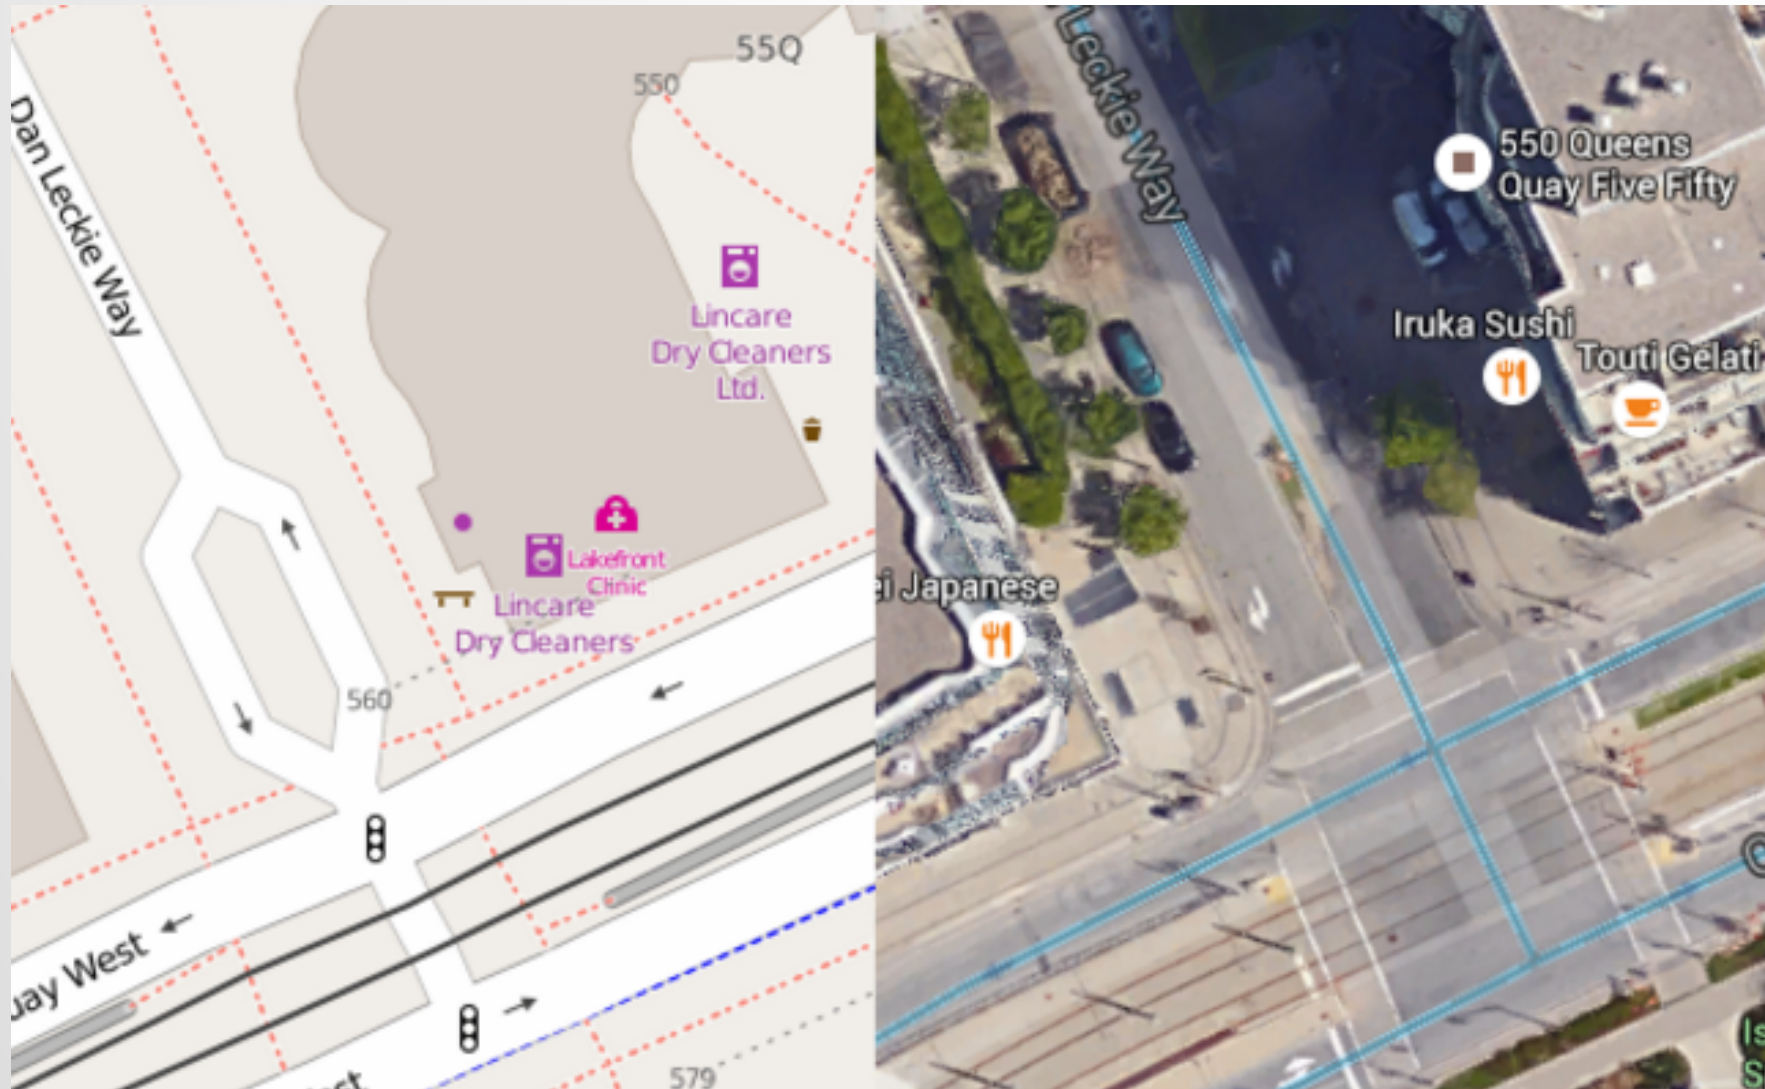 55Q
550
Dan Leckie Way
Lincare
Dry Cleaners
Ltd.
Lakefront
Clinic
Lincare
Dry Cleaners
560
uay West
579
Leckie Way
550 Queens
Quay Five Fifty
Iruka Sushi
Touti Gelati
ei Japanese
Is
S